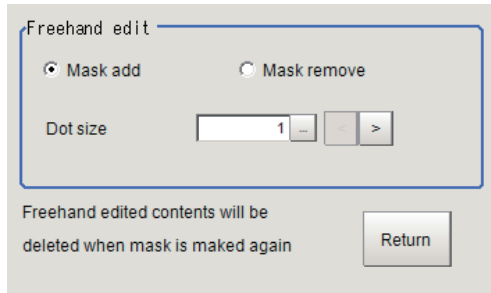 Freehand edit
Mask add Mask remove
Dot size 1 ... < >
Freehand edited contents will be
deleted when mask is maked again
Return